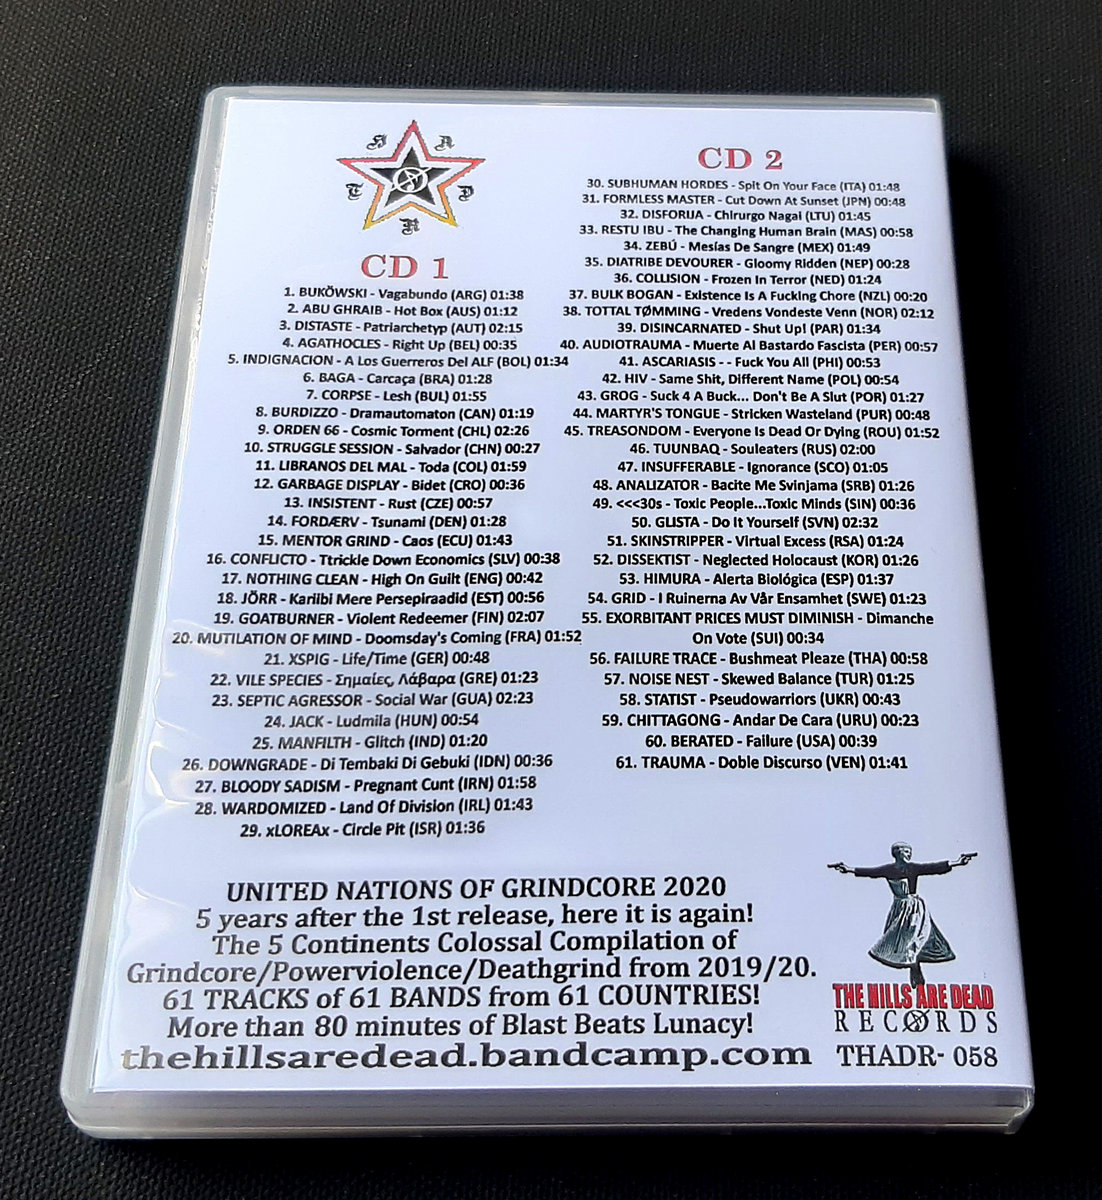 H A
T D
R
CD 1
1. BUKÖWSKI - Vagabundo (ARG) 01:38
2. ABU GHRAIB - Hot Box (AUS) 01:12
3. DISTASTE - Patriarchetyp (AUT) 02:15
4. AGATHOCLES - Right Up (BEL) 00:35
5. INDIGNACION - A Los Guerreros Del ALF (BOL) 01:34
6. BAGA - Carcaça (BRA) 01:28
7. CORPSE - Lesh (BUL) 01:55
8. BURDIZZO - Dramautomaton (CAN) 01:19
9. ORDEN 66 - Cosmic Torment (CHL) 02:26
10. STRUGGLE SESSION - Salvador (CHN) 00:27
11. LIBRANOS DEL MAL - Toda (COL) 01:59
12. GARBAGE DISPLAY - Bidet (CRO) 00:36
13. INSISTENT - Rust (CZE) 00:57
14. FORDÆRV - Tsunami (DEN) 01:28
15. MENTOR GRIND - Caos (ECU) 01:43
16. CONFLICTO - Ttrickle Down Economics (SLV) 00:38
17. NOTHING CLEAN - High On Guilt (ENG) 00:42
18. JÖRR - Kariibi Mere Persepiraadid (EST) 00:56
19. GOATBURNER - Violent Redeemer (FIN) 02:07
20. MUTILATION OF MIND - Doomsday's Coming (FRA) 01:52
21. XSPIG - Life/Time (GER) 00:48
22. VILE SPECIES - Σημαίες, Λάβαρα (GRE) 01:23
23. SEPTIC AGRESSOR - Social War (GUA) 02:23
24. JACK - Ludmila (HUN) 00:54
25. MANFILTH - Glitch (IND) 01:20
26. DOWNGRADE - Di Tembaki Di Gebuki (IDN) 00:36
27. BLOODY SADISM - Pregnant Cunt (IRN) 01:58
28. WARDOMIZED - Land Of Division (IRL) 01:43
29. xLOREAx - Circle Pit (ISR) 01:36
CD 2
30. SUBHUMAN HORDES - Spit On Your Face (ITA) 01:48
31. FORMLESS MASTER - Cut Down At Sunset (JPN) 00:48
32. DISFORIJA - Chirurgo Nagai (LTU) 01:45
33. RESTU IBU - The Changing Human Brain (MAS) 00:58
34. ZEBÚ - Mesías De Sangre (MEX) 01:49
35. DIATRIBE DEVOURER - Gloomy Ridden (NEP) 00:28
36. COLLISION - Frozen In Terror (NED) 01:24
37. BULK BOGAN - Existence Is A Fucking Chore (NZL) 00:20
38. TOTTAL TØMMING - Vredens Vondeste Venn (NOR) 02:12
39. DISINCARNATED - Shut Up! (PAR) 01:34
40. AUDIOTRAUMA - Muerte Al Bastardo Fascista (PER) 00:57
41. ASCARIASIS - - Fuck You All (PHI) 00:53
42. HIV - Same Shit, Different Name (POL) 00:54
43. GROG - Suck 4 A Buck... Don't Be A Slut (POR) 01:27
44. MARTYR'S TONGUE - Stricken Wasteland (PUR) 00:48
45. TREASONDOM - Everyone Is Dead Or Dying (ROU) 01:52
46. TUUNBAQ - Souleaters (RUS) 02:00
47. INSUFFERABLE - Ignorance (SCO) 01:05
48. ANALIZATOR - Bacite Me Svinjama (SRB) 01:26
49. <<<30s - Toxic People...Toxic Minds (SIN) 00:36
50. GLISTA - Do It Yourself (SVN) 02:32
51. SKINSTRIPPER - Virtual Excess (RSA) 01:24
52. DISSEKTIST - Neglected Holocaust (KOR) 01:26
53. HIMURA - Alerta Biológica (ESP) 01:37
54. GRID - I Ruinerna Av Vår Ensamhet (SWE) 01:23
55. EXORBITANT PRICES MUST DIMINISH - Dimanche
On Vote (SUI) 00:34
56. FAILURE TRACE - Bushmeat Pleaze (THA) 00:58
57. NOISE NEST - Skewed Balance (TUR) 01:25
58. STATIST - Pseudowarriors (UKR) 00:43
59. CHITTAGONG - Andar De Cara (URU) 00:23
60. BERATED - Failure (USA) 00:39
61. TRAUMA - Doble Discurso (VEN) 01:41
UNITED NATIONS OF GRINDCORE 2020
5 years after the 1st release, here it is again!
The 5 Continents Colossal Compilation of
Grindcore/Powerviolence/Deathgrind from 2019/20.
61 TRACKS of 61 BANDS from 61 COUNTRIES!
More than 80 minutes of Blast Beats Lunacy!
thehillsaredead.bandcamp.com
THE HILLS ARE DEAD
RECORDS
THADR- 058